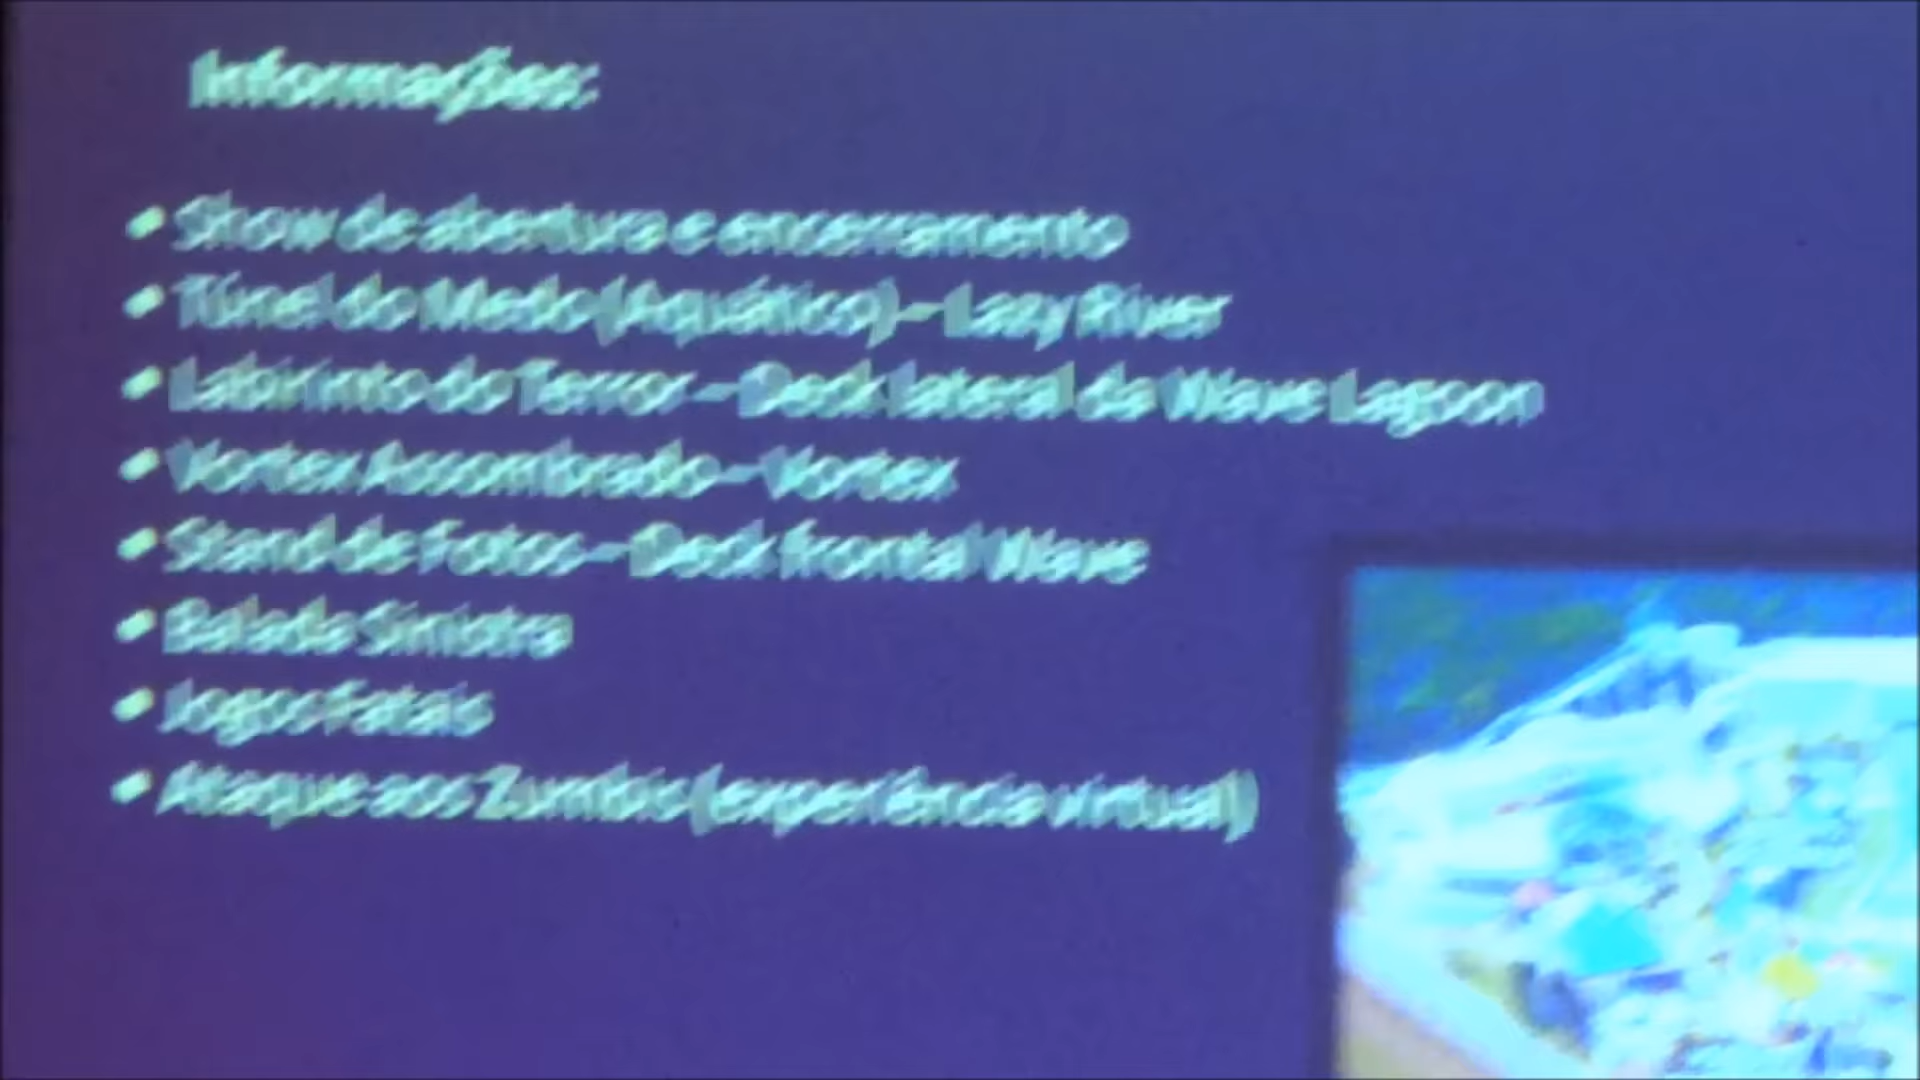 Informações:
• Show de abertura e encerramento
• Túnel do Medo (Aquático) – Lazy River
• Labirinto do Terror – Deck lateral da Wave Lagoon
• Vortex Assombrado – Vortex
• Stand de Fotos – Deck frontal Wave
• Balada Sinistra
• Jogos Fatais
• Ataque aos Zumbis (experiência virtual)